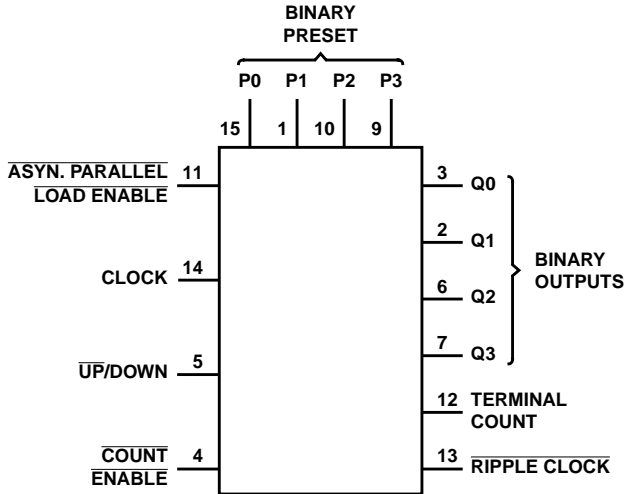 BINARY
PRESET
P0 P1 P2 P3
15 1 10 9
ASYN. PARALLEL 11
LOAD ENABLE
CLOCK 14
UP/DOWN 5
COUNT 4
ENABLE
3 Q0
2 Q1
6 Q2
7 Q3
BINARY
OUTPUTS
12 TERMINAL
COUNT
13 RIPPLE CLOCK